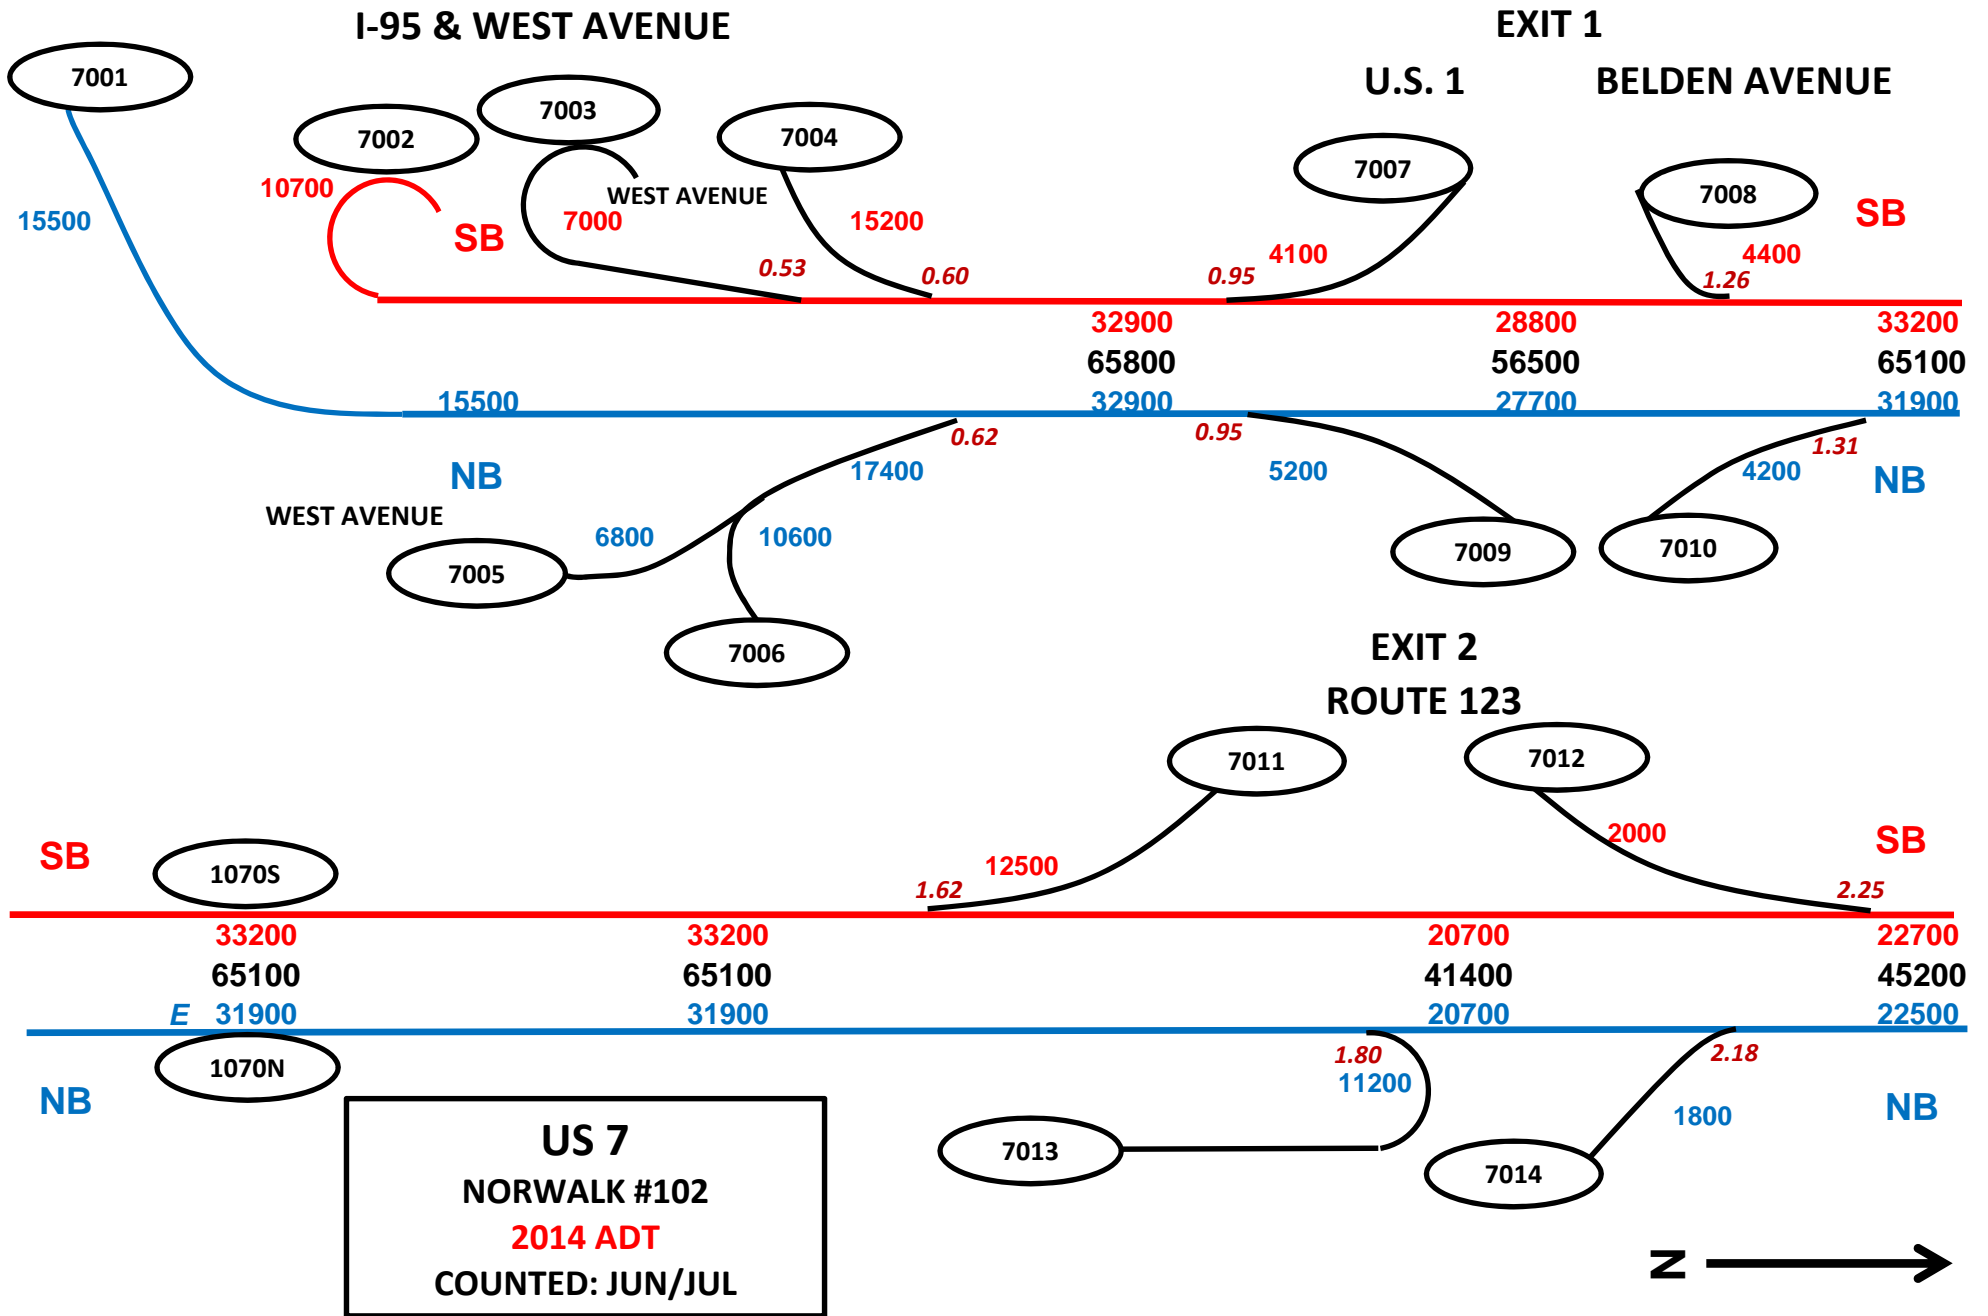 I-95 & WEST AVENUE
EXIT 1
U.S. 1
BELDEN AVENUE
7001
7002
7003
7004
7007
7008
10700
15500
SB
7000
WEST AVENUE
15200
4100
4400
SB
0.53
0.60
0.95
1.26
32900
28800
33200
65800
56500
65100
15500
32900
27700
31900
0.62
0.95
1.31
NB
17400
5200
4200
NB
WEST AVENUE
6800
10600
7005
7009
7010
7006
EXIT 2
ROUTE 123
7011
7012
SB
1070S
12500
2000
SB
1.62
2.25
33200
33200
20700
22700
65100
65100
41400
45200
E 31900
31900
20700
22500
1070N
1.80
2.18
NB
11200
1800
NB
7013
7014
US 7
NORWALK #102
2014 ADT
COUNTED: JUN/JUL
N